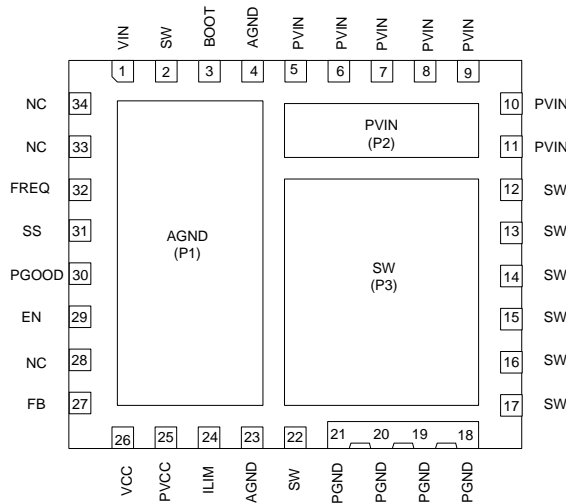 VIN SW BOOT AGND PVIN PVIN PVIN PVIN PVIN
1 2 3 4 5 6 7 8 9
NC 34 10 PVIN
NC 33 11 PVIN
PVIN
(P2)
FREQ 32 12 SW
SS 31 13 SW
AGND
(P1)
SW
(P3)
PGOOD 30 14 SW
EN 29 15 SW
NC 28 16 SW
FB 27 17 SW
26 25 24 23 22 21 20 19 18
VCC PVCC ILIM AGND SW PGND PGND PGND PGND